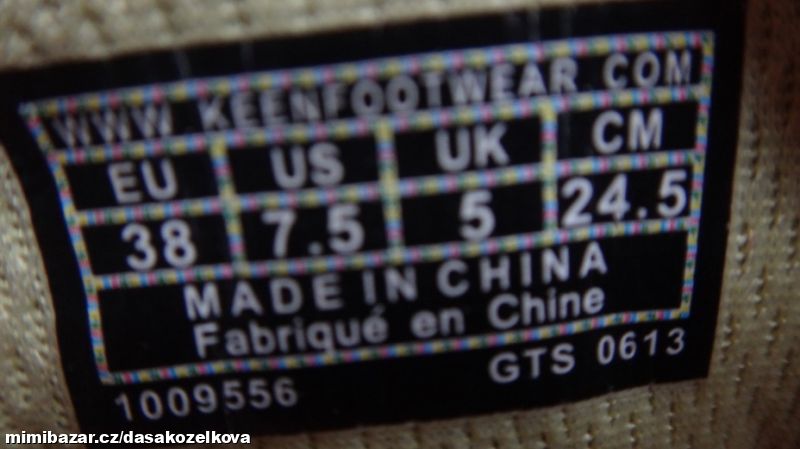 WWW.KEENFOOTWEAR.COM
EU US UK CM
38 7.5 5 24.5
MADE IN CHINA
Fabriqué en Chine
1009556 GTS 0613
mimibazar.cz/dasakozelkova